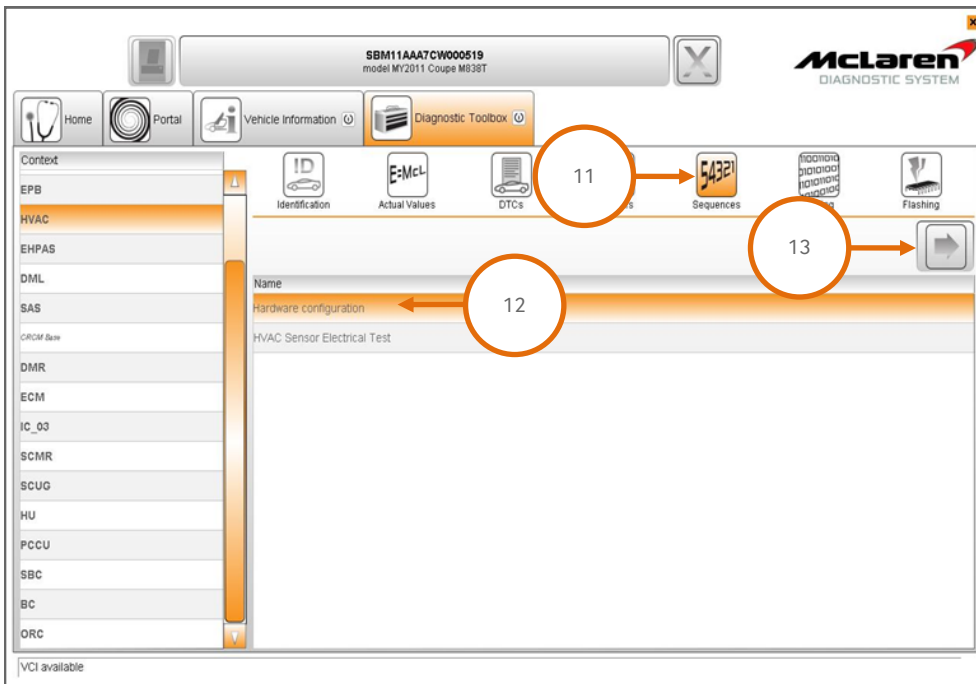 SBM11AAA7CW000519
model MY2011 Coupe M838T
McLaren
DIAGNOSTIC SYSTEM
Home
Portal
Vehicle Information
Diagnostic Toolbox
Context
EPB
HVAC
EHPAS
DML
SAS
CRCM Base
DMR
ECM
IC_03
SCMR
SCUG
HU
PCCU
SBC
BC
ORC
ID
Identification
E=McL
Actual Values
DTCs
11
54321
Sequences
Flashing
13
Name
Hardware configuration
12
HVAC Sensor Electrical Test
VCI available